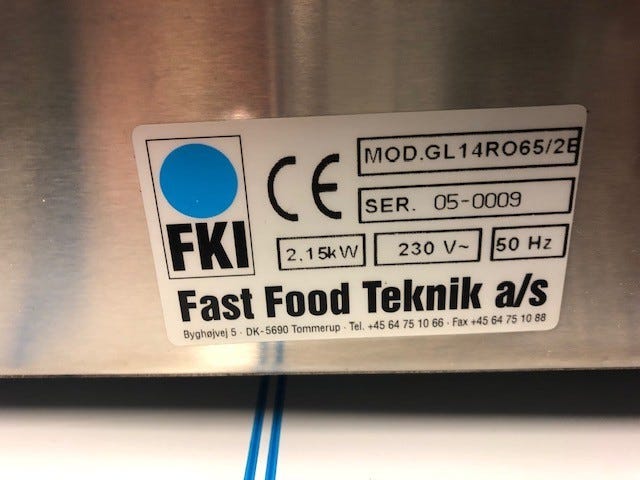 FKI
CE
MOD.GL14RO65/2E
SER. 05-0009
2.15kW 230 V~ 50 Hz
Fast Food Teknik a/s
Byghøjvej 5 · DK-5690 Tommerup · Tel. +45 64 75 10 66 · Fax +45 64 75 10 88